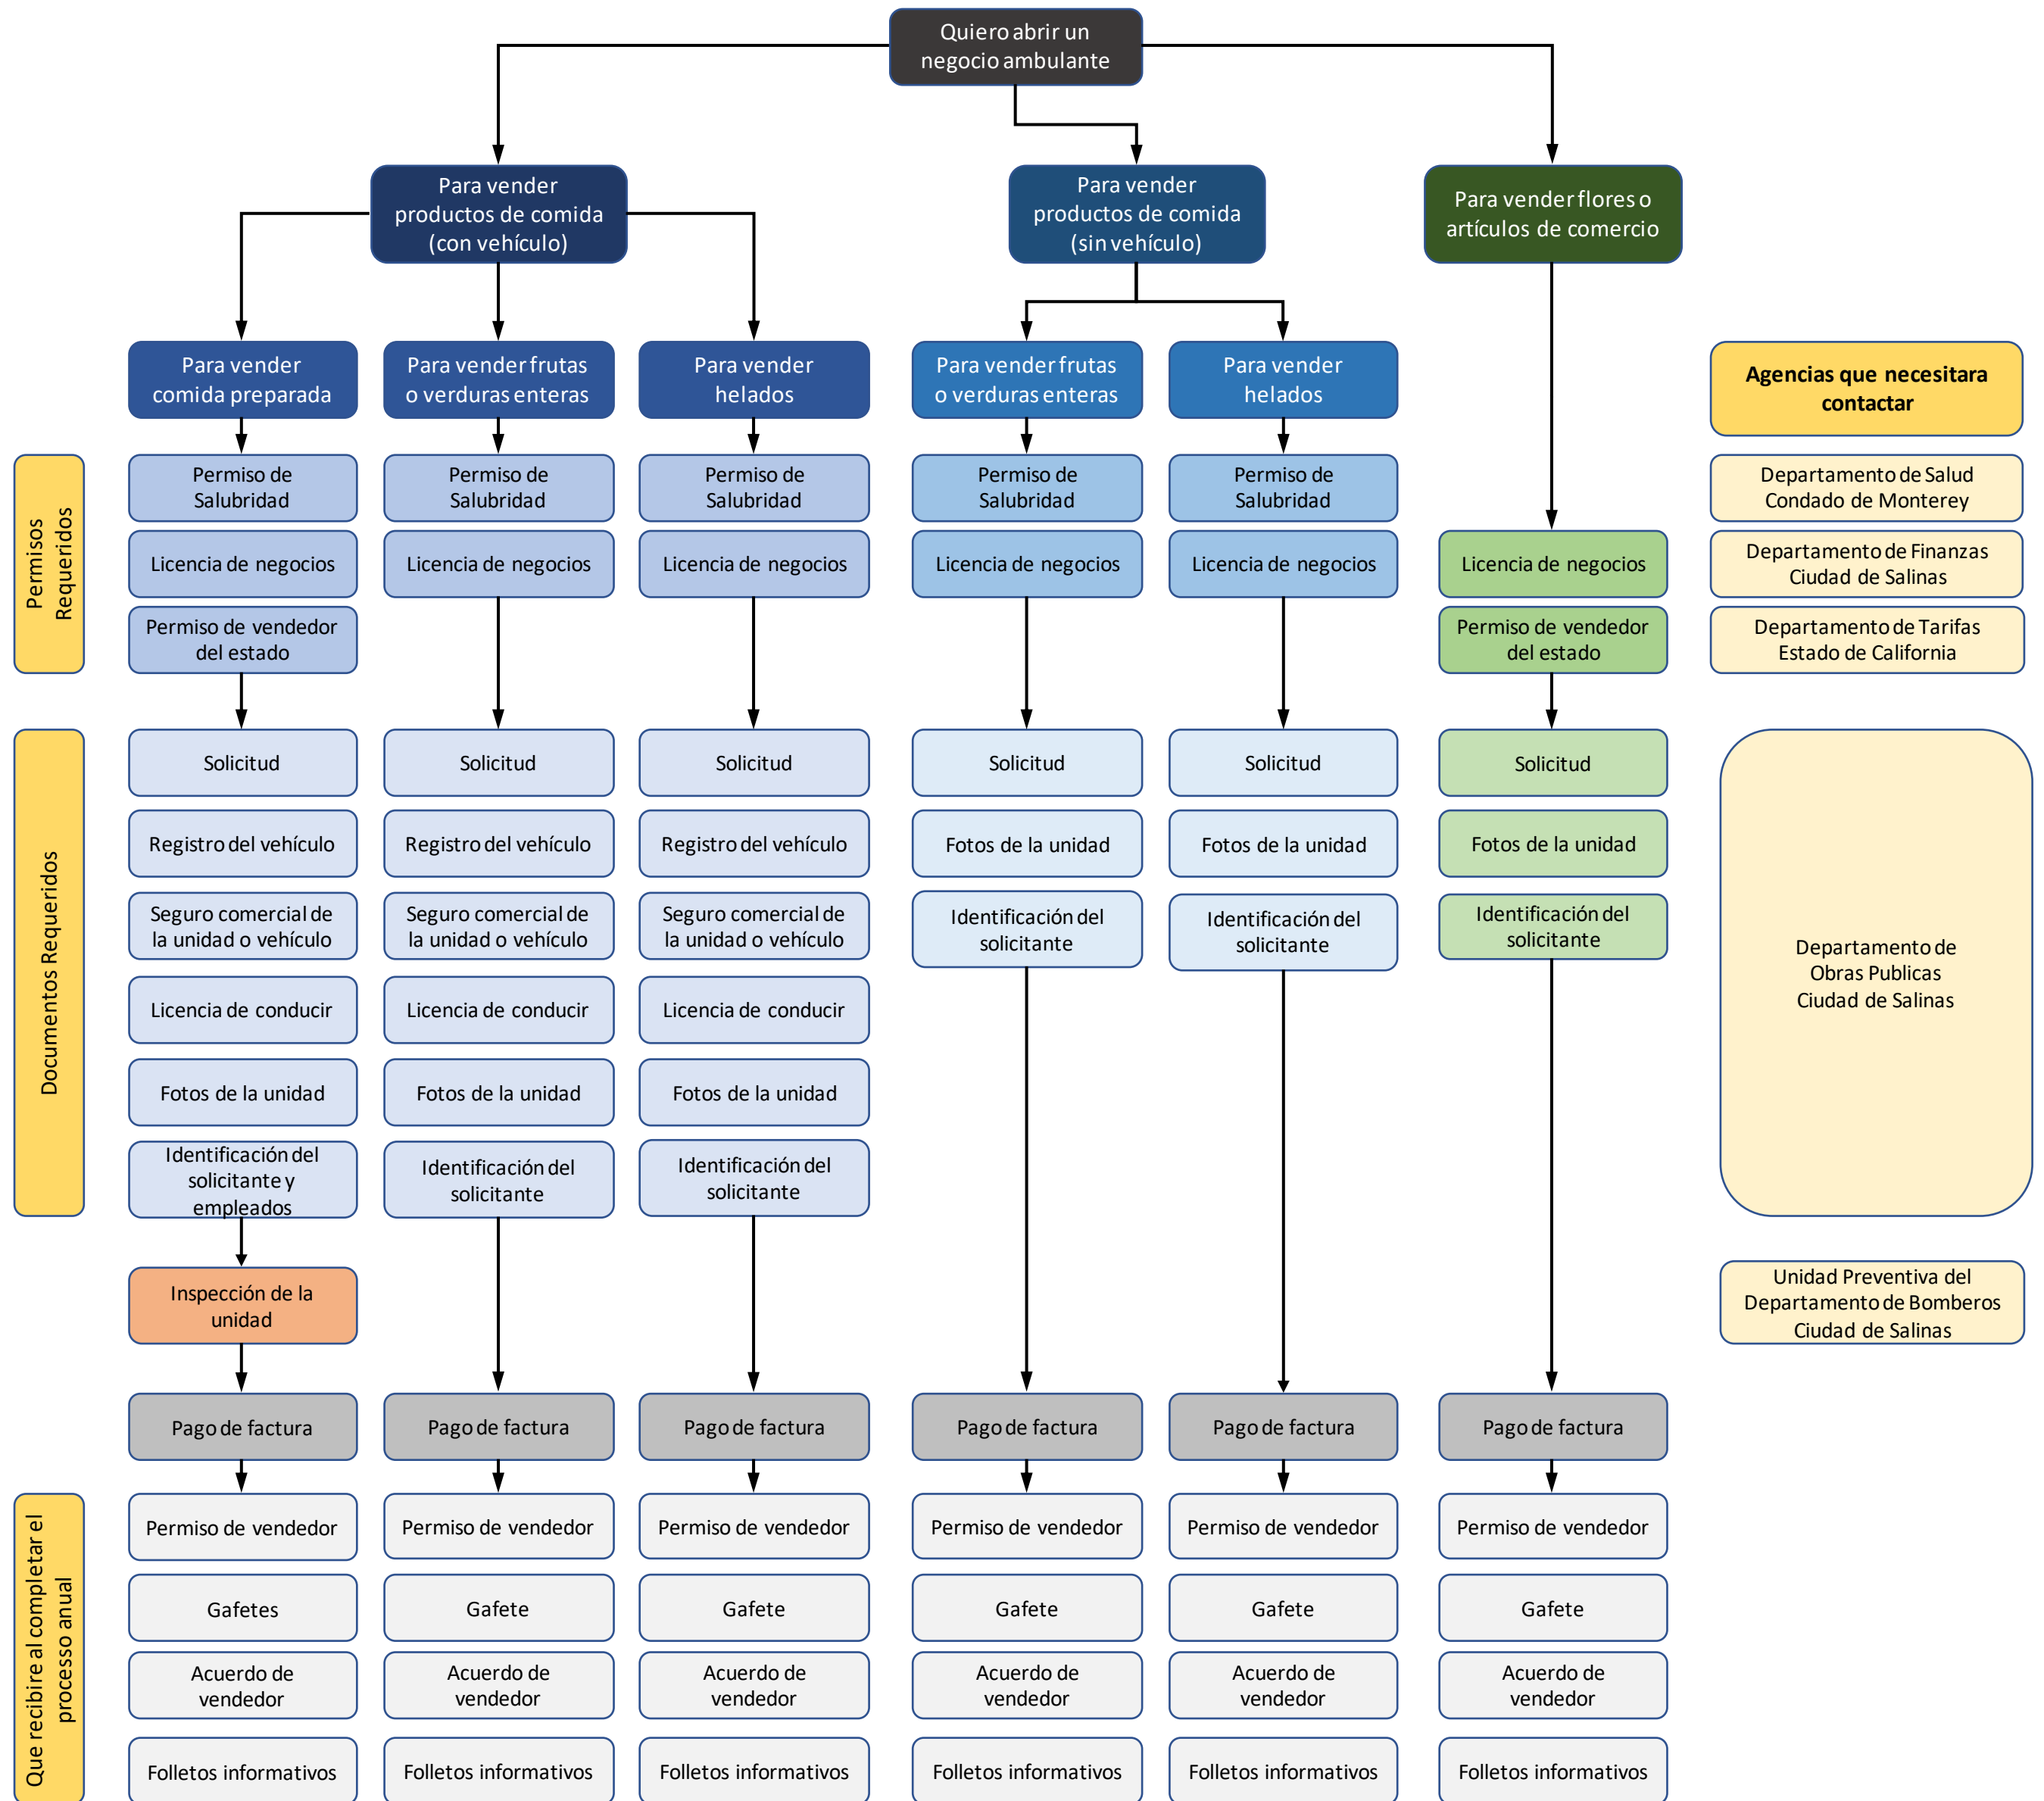 Quiero abrir un
negocio ambulante
Para vender
productos de comida
(con vehículo)
Para vender
productos de comida
(sin vehículo)
Para vender flores o
artículos de comercio
Para vender
comida preparada
Para vender frutas
o verduras enteras
Para vender
helados
Para vender frutas
o verduras enteras
Para vender
helados
Agencias que necesitara
contactar
Permisos
Requeridos
Permiso de
Salubridad
Permiso de
Salubridad
Permiso de
Salubridad
Permiso de
Salubridad
Permiso de
Salubridad
Departamento de Salud
Condado de Monterey
Licencia de negocios
Licencia de negocios
Licencia de negocios
Licencia de negocios
Licencia de negocios
Licencia de negocios
Departamento de Finanzas
Ciudad de Salinas
Permiso de vendedor
del estado
Permiso de vendedor
del estado
Departamento de Tarifas
Estado de California
Documentos Requeridos
Solicitud
Solicitud
Solicitud
Solicitud
Solicitud
Solicitud
Registro del vehículo
Registro del vehículo
Registro del vehículo
Fotos de la unidad
Fotos de la unidad
Fotos de la unidad
Seguro comercial de
la unidad o vehículo
Seguro comercial de
la unidad o vehículo
Seguro comercial de
la unidad o vehículo
Identificación del
solicitante
Identificación del
solicitante
Identificación del
solicitante
Departamento de
Obras Publicas
Ciudad de Salinas
Licencia de conducir
Licencia de conducir
Licencia de conducir
Fotos de la unidad
Fotos de la unidad
Fotos de la unidad
Identificación del
solicitante y
empleados
Identificación del
solicitante
Identificación del
solicitante
Inspección de la
unidad
Unidad Preventiva del
Departamento de Bomberos
Ciudad de Salinas
Pago de factura
Pago de factura
Pago de factura
Pago de factura
Pago de factura
Pago de factura
Que recibire al completar el
processo anual
Permiso de vendedor
Permiso de vendedor
Permiso de vendedor
Permiso de vendedor
Permiso de vendedor
Permiso de vendedor
Gafetes
Gafete
Gafete
Gafete
Gafete
Gafete
Acuerdo de
vendedor
Acuerdo de
vendedor
Acuerdo de
vendedor
Acuerdo de
vendedor
Acuerdo de
vendedor
Acuerdo de
vendedor
Folletos informativos
Folletos informativos
Folletos informativos
Folletos informativos
Folletos informativos
Folletos informativos